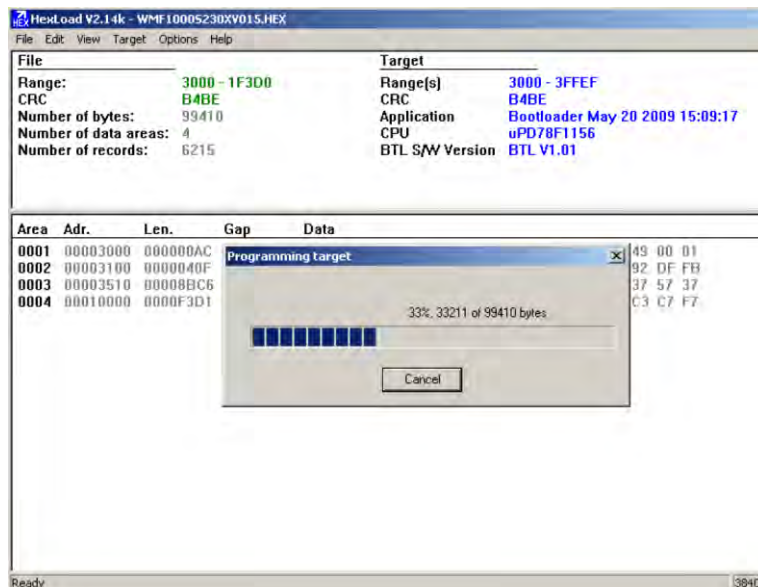 HexLoad V2.14k - WMF1000S230XV015.HEX
File Edit View Target Options Help
File
Range: 3000 - 1F3D0
CRC B4BE
Number of bytes: 99410
Number of data areas: 4
Number of records: 6215
Target
Range(s) 3000 - 3FFEF
CRC B4BE
Application Bootloader May 20 2009 15:09:17
CPU uPD78F1156
BTL S/W Version BTL V1.01
Area Adr. Len. Gap Data
0001 00003000 000000AC 49 00 01
0002 00003100 0000040F 92 DF FB
0003 00003510 00008BC6 37 57 37
0004 00010000 0000F3D1 C3 C7 F7
Programming target
33%, 33211 of 99410 bytes
Cancel
Ready